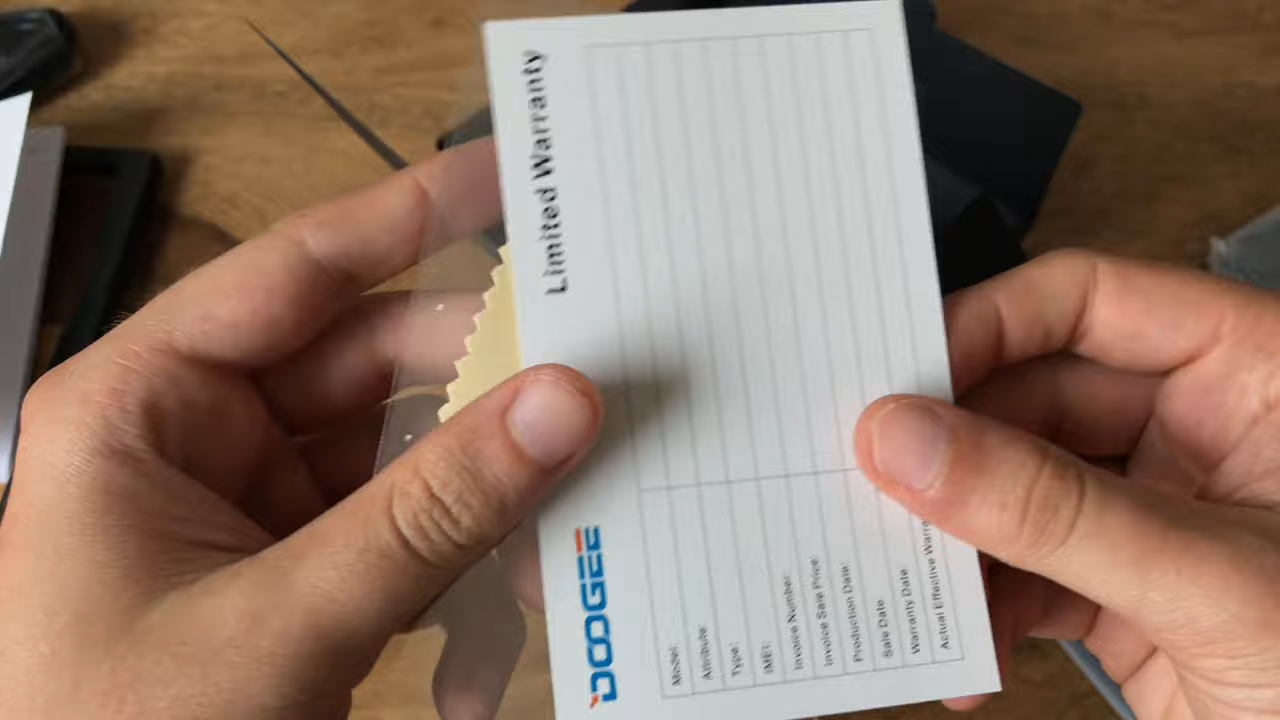 DOOGEE
Limited Warranty
Model:
Attribute:
Type:
IMEI:
Invoice Number:
Invoice Sale Price:
Production Date:
Sale Date
Warranty Date
Actual Effective